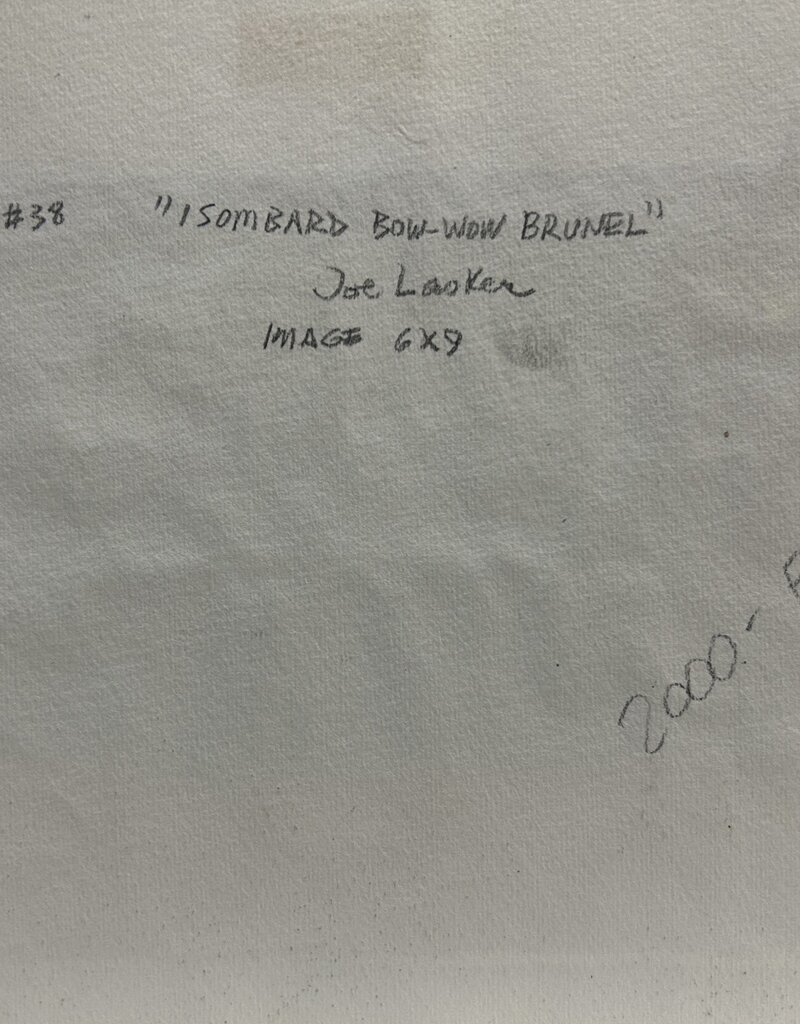 #38 "ISOMBARD BOW-WOW BRUNEL"
Joe Lasker
IMAGE 6X9
2000.-